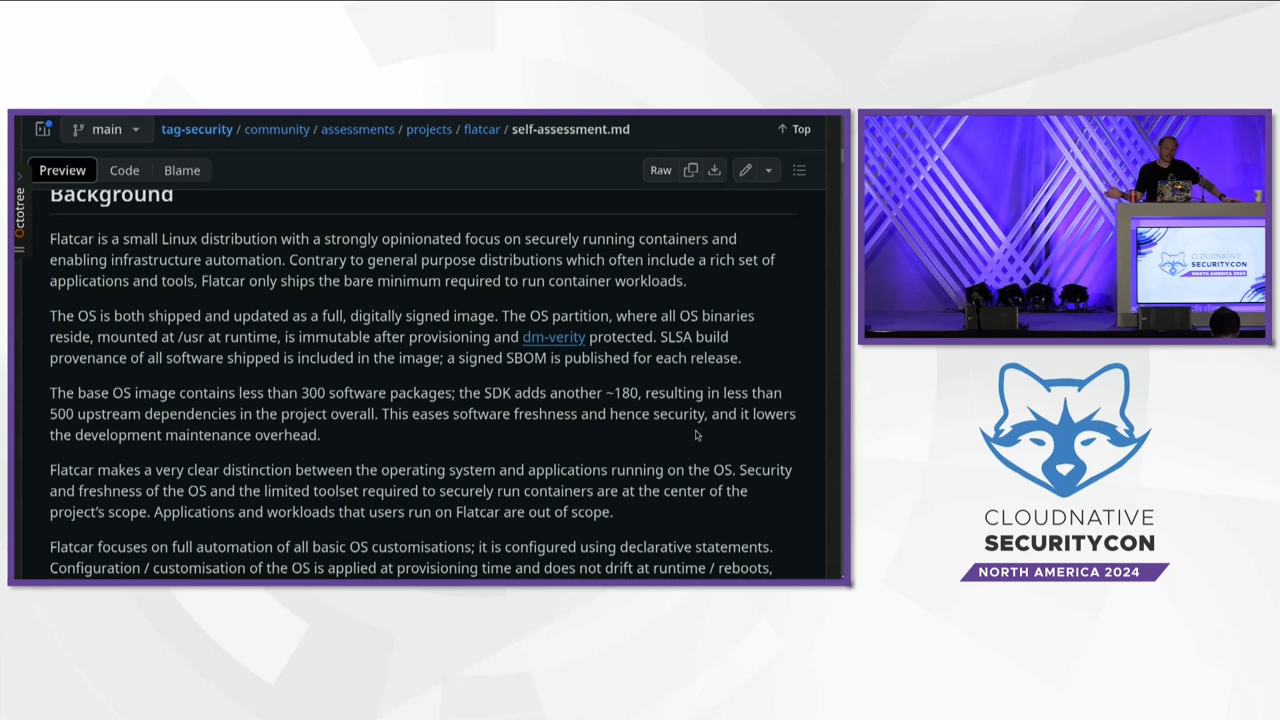 main
tag-security / community / assessments / projects / flatcar / self-assessment.md
Top
Preview
Code
Blame
Raw
Octotree
Background
Flatcar is a small Linux distribution with a strongly opinionated focus on securely running containers and
enabling infrastructure automation. Contrary to general purpose distributions which often include a rich set of
applications and tools, Flatcar only ships the bare minimum required to run container workloads.
The OS is both shipped and updated as a full, digitally signed image. The OS partition, where all OS binaries
reside, mounted at /usr at runtime, is immutable after provisioning and dm-verity protected. SLSA build
provenance of all software shipped is included in the image; a signed SBOM is published for each release.
The base OS image contains less than 300 software packages; the SDK adds another ~180, resulting in less than
500 upstream dependencies in the project overall. This eases software freshness and hence security, and it lowers
the development maintenance overhead.
Flatcar makes a very clear distinction between the operating system and applications running on the OS. Security
and freshness of the OS and the limited toolset required to securely run containers are at the center of the
project's scope. Applications and workloads that users run on Flatcar are out of scope.
Flatcar focuses on full automation of all basic OS customisations; it is configured using declarative statements.
Configuration / customisation of the OS is applied at provisioning time and does not drift at runtime / reboots,
CLOUDNATIVE
SECURITYCON
NORTH AMERICA 2024
CLOUDNATIVE
SECURITYCON
NORTH AMERICA 2024